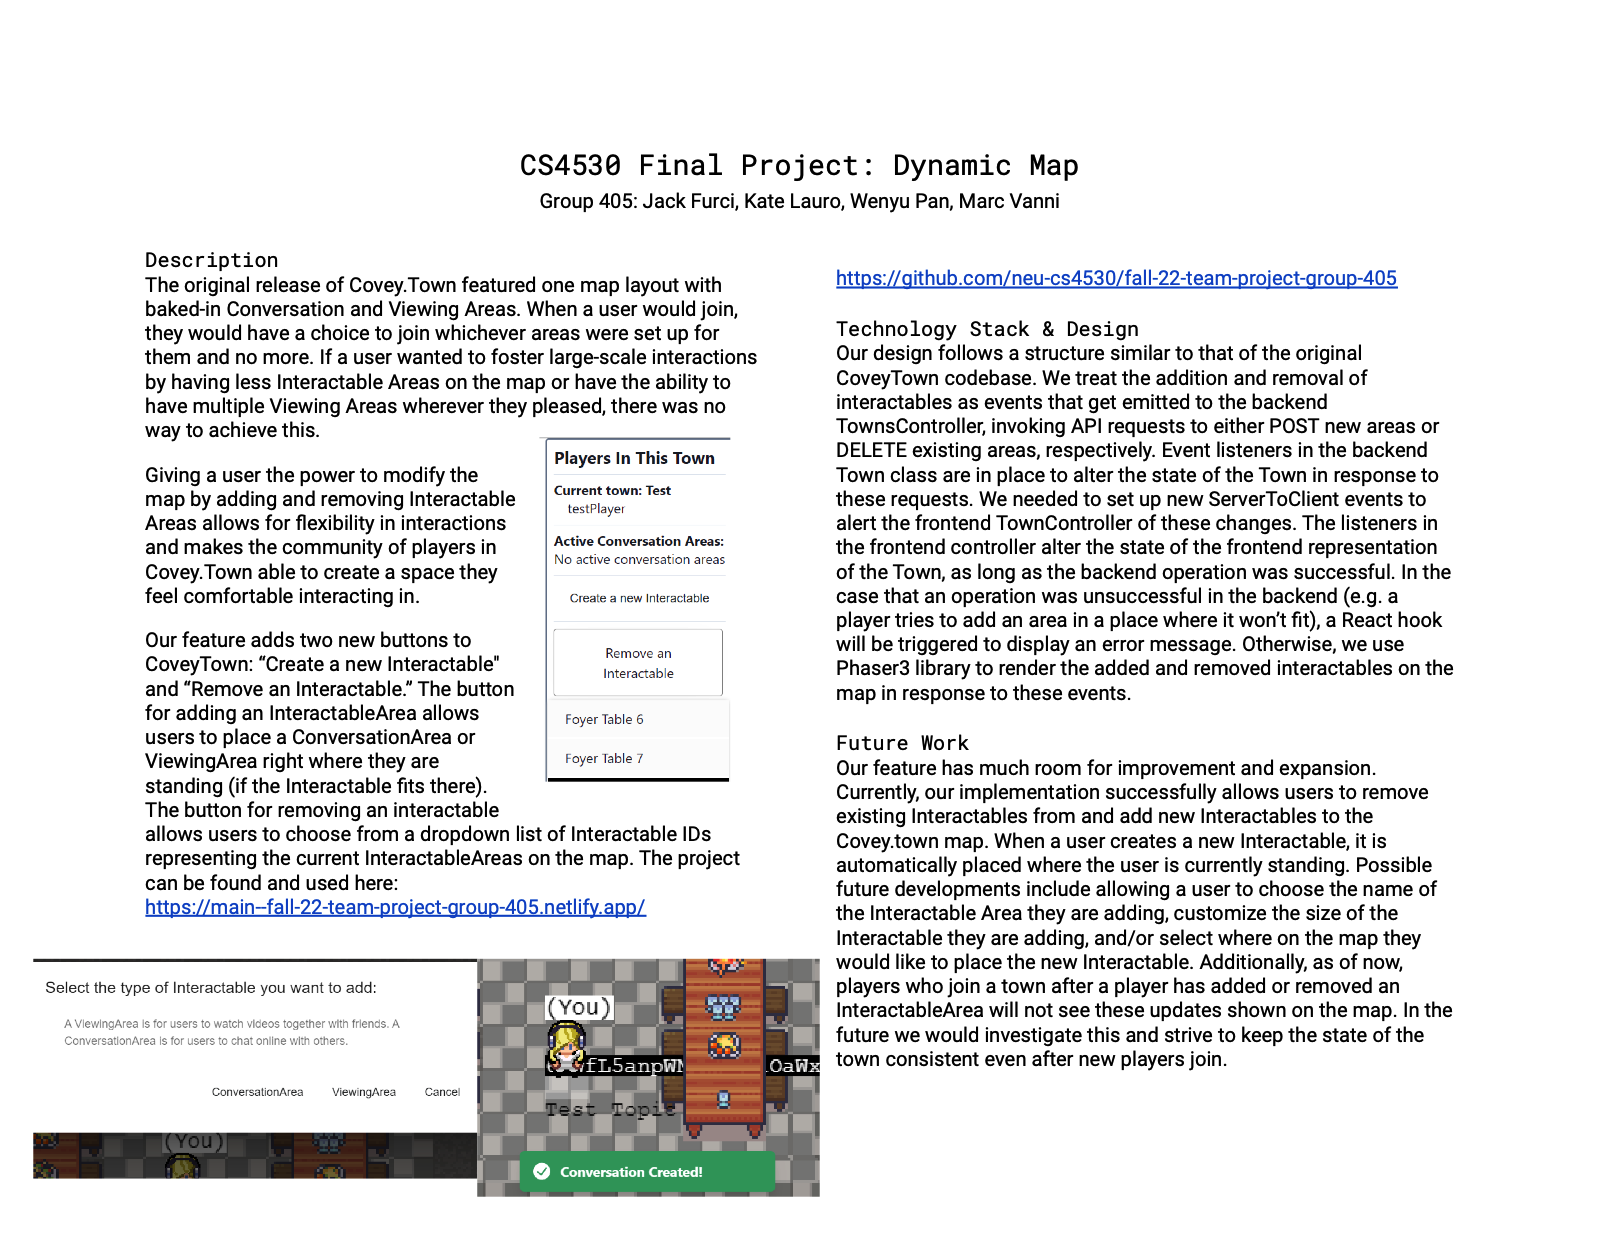 CS4530 Final Project: Dynamic Map
Group 405: Jack Furci, Kate Lauro, Wenyu Pan, Marc Vanni
Description
The original release of Covey.Town featured one map layout with
baked-in Conversation and Viewing Areas. When a user would join,
they would have a choice to join whichever areas were set up for
them and no more. If a user wanted to foster large-scale interactions
by having less Interactable Areas on the map or have the ability to
have multiple Viewing Areas wherever they pleased, there was no
way to achieve this.
Giving a user the power to modify the
map by adding and removing Interactable
Areas allows for flexibility in interactions
and makes the community of players in
Covey.Town able to create a space they
feel comfortable interacting in.
Our feature adds two new buttons to
CoveyTown: “Create a new Interactable"
and “Remove an Interactable.” The button
for adding an InteractableArea allows
users to place a ConversationArea or
ViewingArea right where they are
standing (if the Interactable fits there).
The button for removing an interactable
allows users to choose from a dropdown list of Interactable IDs
representing the current InteractableAreas on the map. The project
can be found and used here:
https://main--fall-22-team-project-group-405.netlify.app/
Players In This Town
Current town: Test
testPlayer
Active Conversation Areas:
No active conversation areas
Create a new Interactable
Remove an
Interactable
Foyer Table 6
Foyer Table 7
Select the type of Interactable you want to add:
A ViewingArea is for users to watch videos together with friends. A
ConversationArea is for users to chat online with others.
ConversationArea ViewingArea Cancel
(You)
(You)
Test Topic
Conversation Created!
https://github.com/neu-cs4530/fall-22-team-project-group-405
Technology Stack & Design
Our design follows a structure similar to that of the original
CoveyTown codebase. We treat the addition and removal of
interactables as events that get emitted to the backend
TownsController, invoking API requests to either POST new areas or
DELETE existing areas, respectively. Event listeners in the backend
Town class are in place to alter the state of the Town in response to
these requests. We needed to set up new ServerToClient events to
alert the frontend TownController of these changes. The listeners in
the frontend controller alter the state of the frontend representation
of the Town, as long as the backend operation was successful. In the
case that an operation was unsuccessful in the backend (e.g. a
player tries to add an area in a place where it won’t fit), a React hook
will be triggered to display an error message. Otherwise, we use
Phaser3 library to render the added and removed interactables on the
map in response to these events.
Future Work
Our feature has much room for improvement and expansion.
Currently, our implementation successfully allows users to remove
existing Interactables from and add new Interactables to the
Covey.town map. When a user creates a new Interactable, it is
automatically placed where the user is currently standing. Possible
future developments include allowing a user to choose the name of
the Interactable Area they are adding, customize the size of the
Interactable they are adding, and/or select where on the map they
would like to place the new Interactable. Additionally, as of now,
players who join a town after a player has added or removed an
InteractableArea will not see these updates shown on the map. In the
future we would investigate this and strive to keep the state of the
town consistent even after new players join.